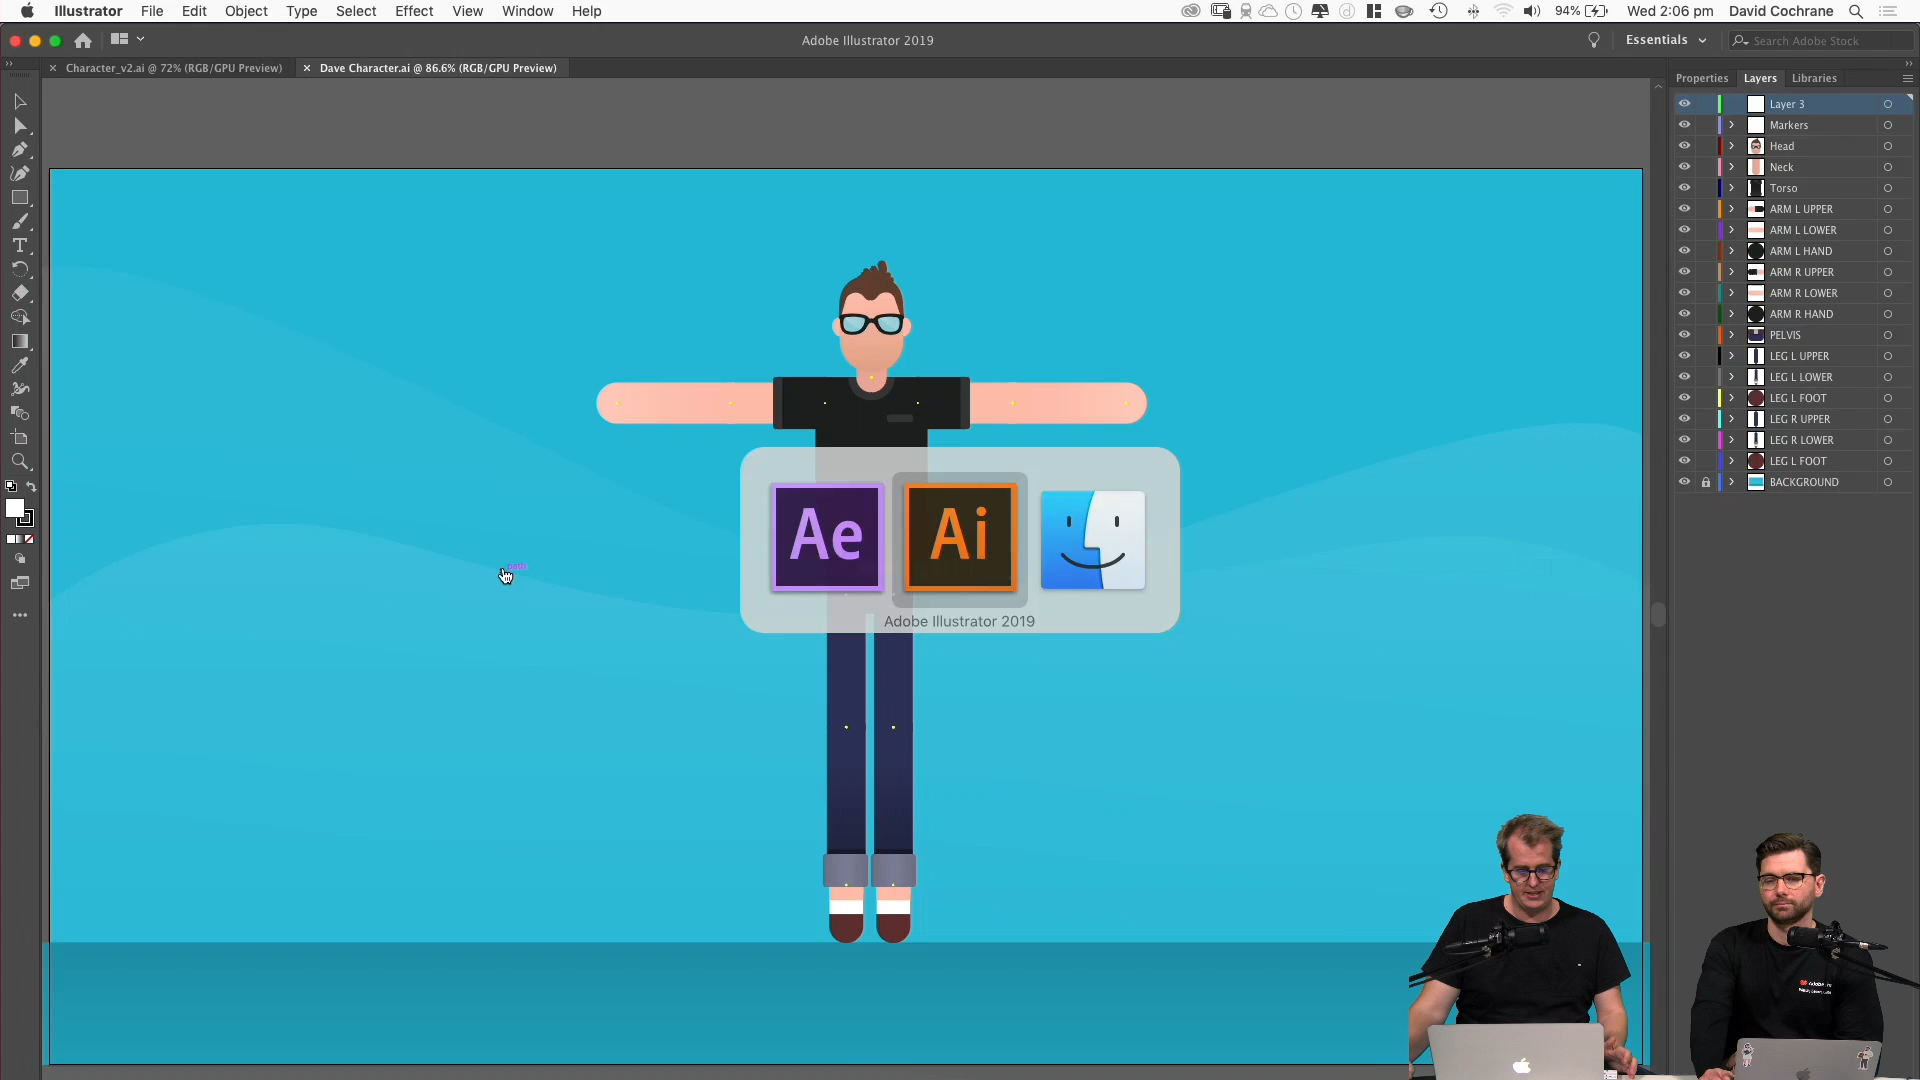 Illustrator File Edit Object Type Select Effect View Window Help
94% Wed 2:06 pm David Cochrane
Adobe Illustrator 2019
Essentials
Search Adobe Stock
Character_v2.ai @ 72% (RGB/GPU Preview)
Dave Character.ai @ 86.6% (RGB/GPU Preview)
Properties Layers Libraries
Layer 3
Markers
Head
Neck
Torso
ARM L UPPER
ARM L LOWER
ARM L HAND
ARM R UPPER
ARM R LOWER
ARM R HAND
PELVIS
LEG L UPPER
LEG L LOWER
LEG L FOOT
LEG R UPPER
LEG R LOWER
LEG L FOOT
BACKGROUND
Ae
Ai
path
Adobe Illustrator 2019
Adobe